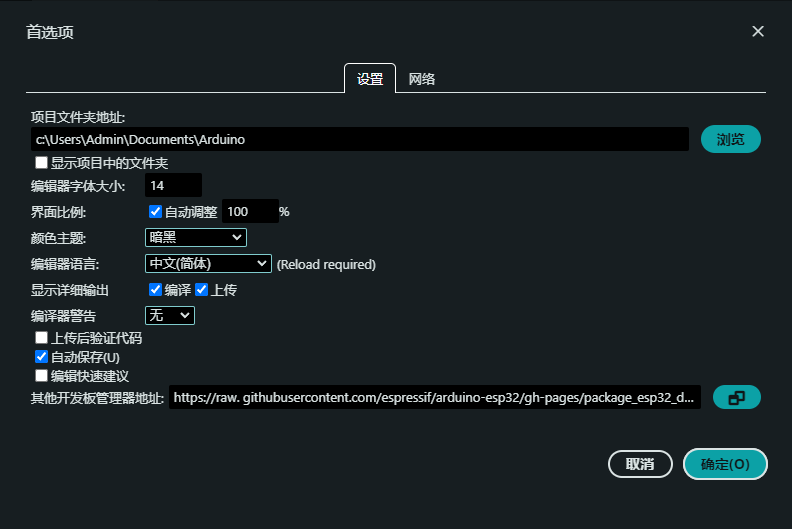 首选项
设置 网络
项目文件夹地址:
c:\Users\Admin\Documents\Arduino 浏览
显示项目中的文件夹
编辑器字体大小: 14
界面比例: 自动调整 100 %
颜色主题: 暗黑
编辑器语言: 中文(简体) (Reload required)
显示详细输出 编译 上传
编译器警告 无
上传后验证代码
自动保存(U)
编辑快速建议
其他开发板管理器地址: https://raw. githubusercontent.com/espressif/arduino-esp32/gh-pages/package_esp32_d...
取消 确定(O)